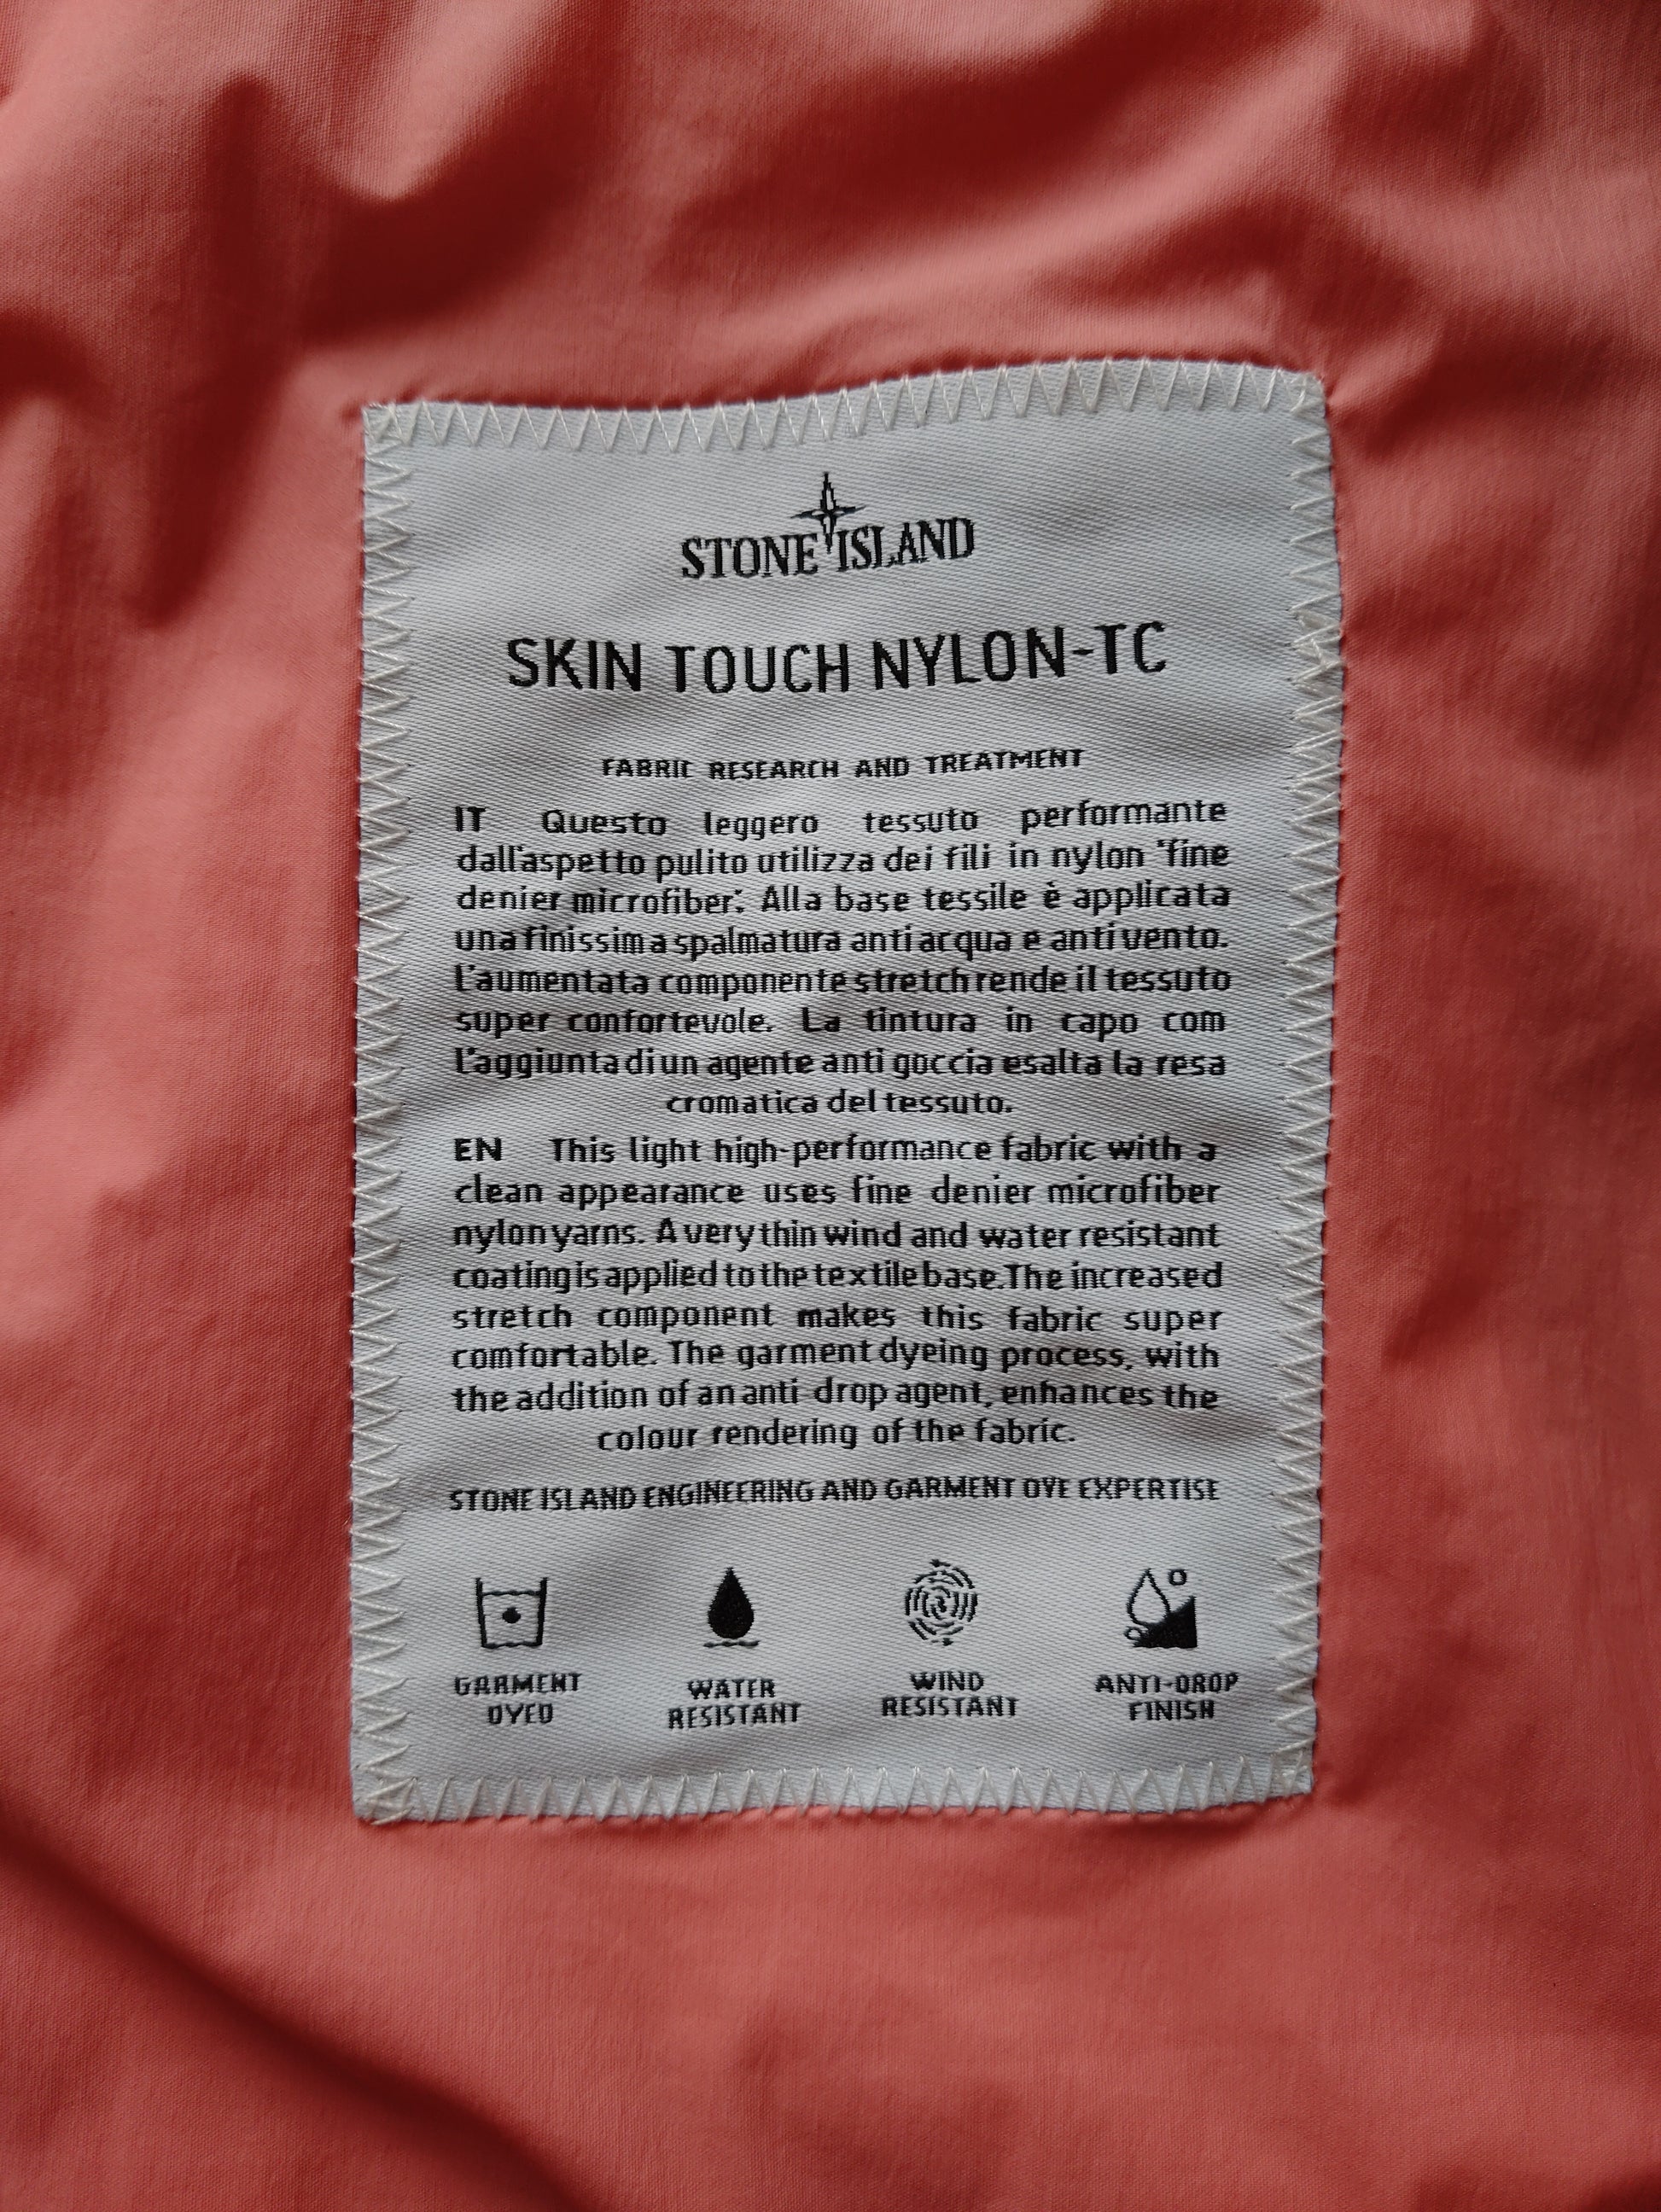 STONE ISLAND
SKIN TOUCH NYLON-TC
FABRIC RESEARCH AND TREATMENT
IT Questo leggero tessuto performante
dall'aspetto pulito utilizza dei fili in nylon 'fine
denier microfiber'. Alla base tessile è applicata
una finissima spalmatura antiacqua e antivento.
L'aumentata componente stretch rende il tessuto
super confortevole. La tintura in capo com
l'aggiunta di un agente anti goccia esalta la resa
cromatica del tessuto.
EN This light high-performance fabric with a
clean appearance uses fine denier microfiber
nylon yarns. A very thin wind and water resistant
coating is applied to the textile base. The increased
stretch component makes this fabric super
comfortable. The garment dyeing process, with
the addition of an anti drop agent, enhances the
colour rendering of the fabric.
STONE ISLAND ENGINEERING AND GARMENT DYE EXPERTISE
GARMENT
DYED
WATER
RESISTANT
WIND
RESISTANT
ANTI-DROP
FINISH